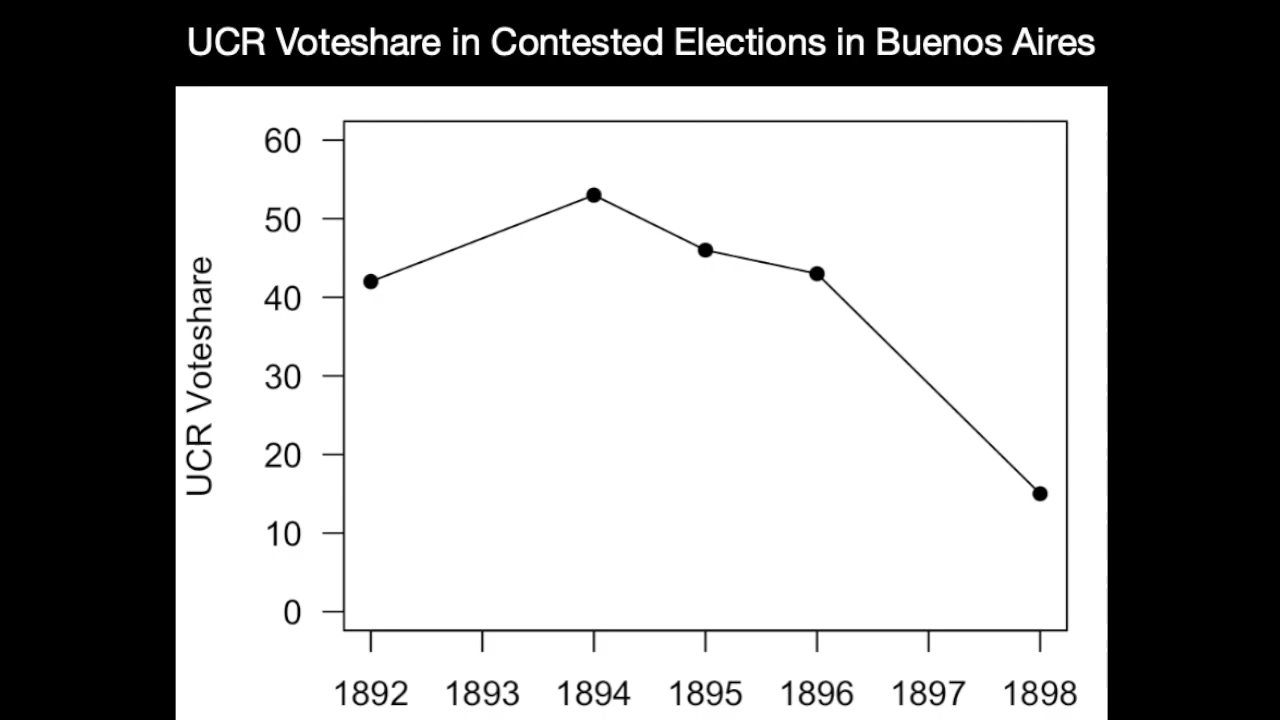 UCR Voteshare in Contested Elections in Buenos Aires
60
50
40
30
20
10
0
UCR Voteshare
1892 1893 1894 1895 1896 1897 1898